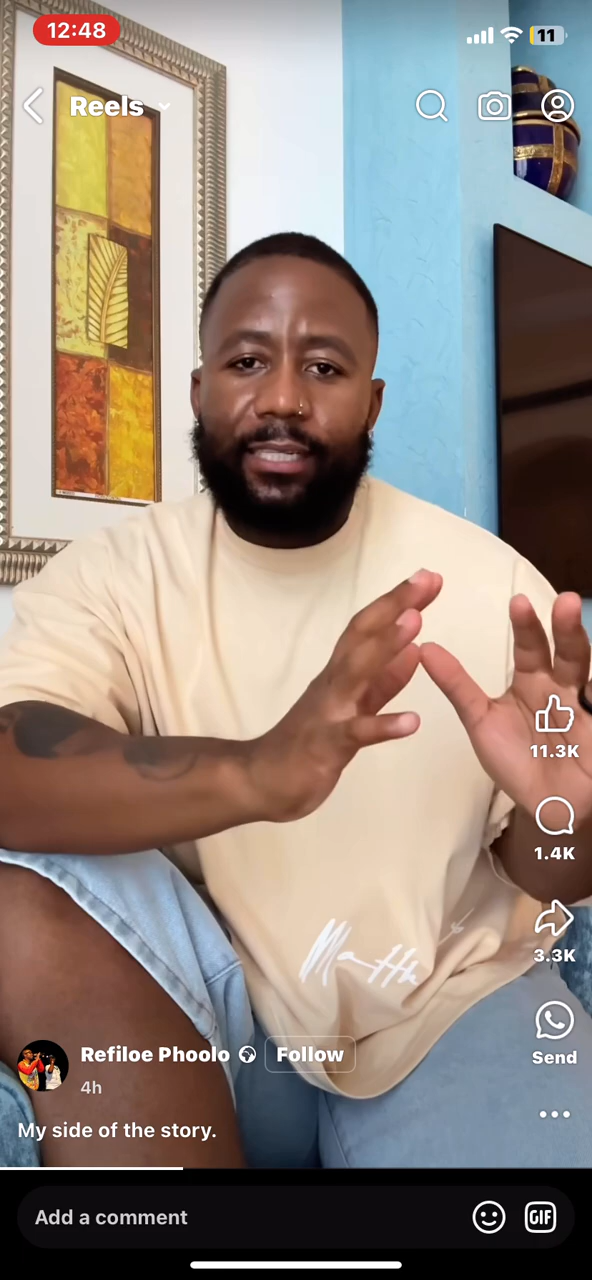 12:48
11
Reels
11.3K
1.4K
3.3K
Send
Refiloe Phoolo
Follow
4h
My side of the story.
Add a comment
GIF